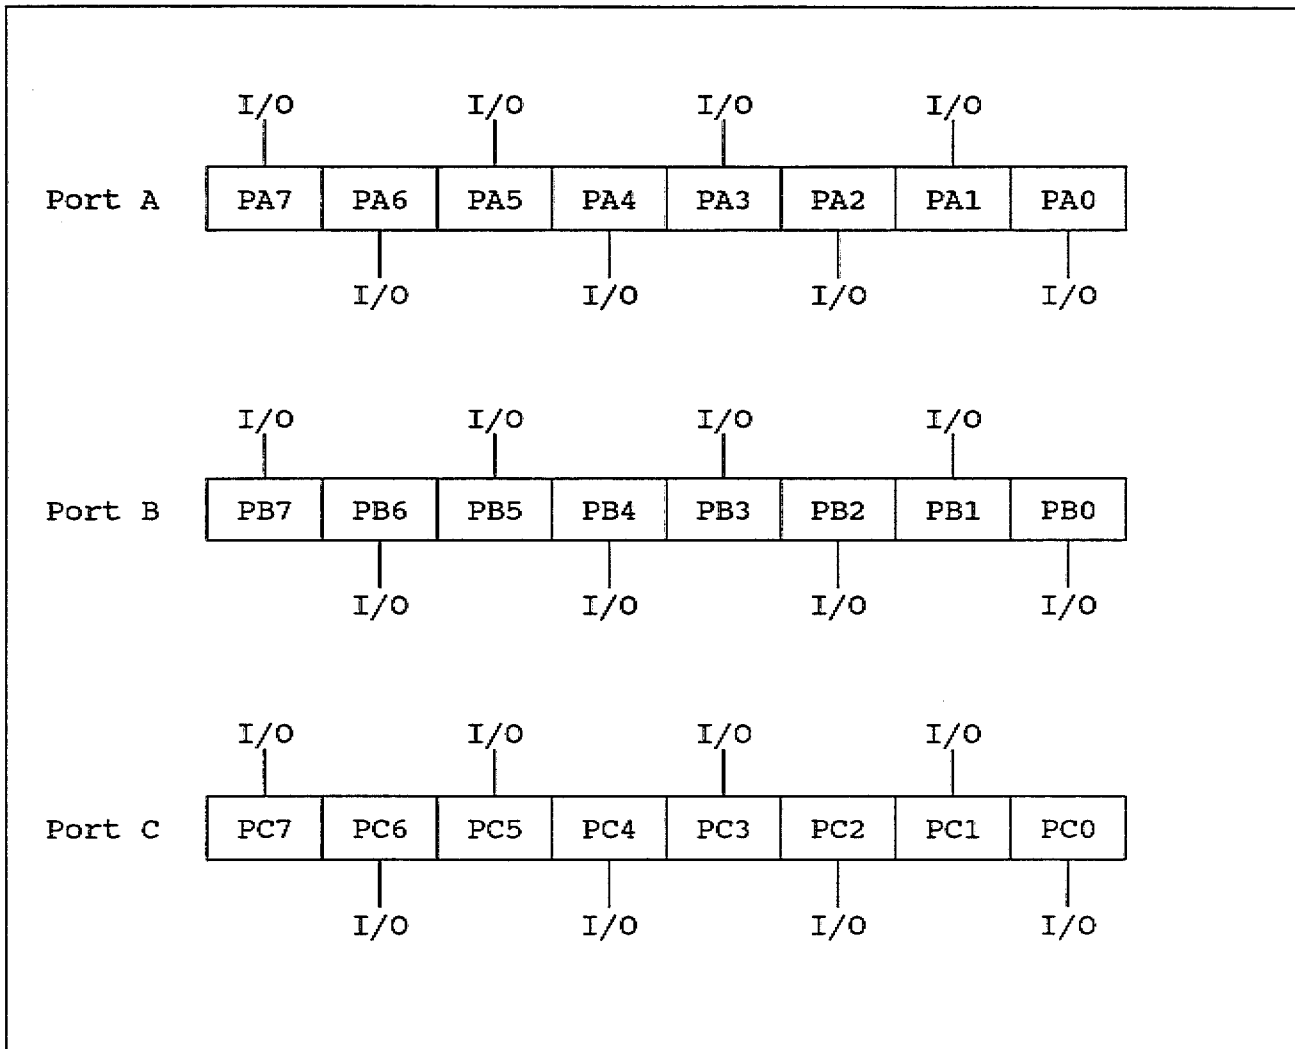 I/O I/O I/O I/O
Port A PA7 PA6 PA5 PA4 PA3 PA2 PA1 PA0
I/O I/O I/O I/O
I/O I/O I/O I/O
Port B PB7 PB6 PB5 PB4 PB3 PB2 PB1 PB0
I/O I/O I/O I/O
I/O I/O I/O I/O
Port C PC7 PC6 PC5 PC4 PC3 PC2 PC1 PC0
I/O I/O I/O I/O